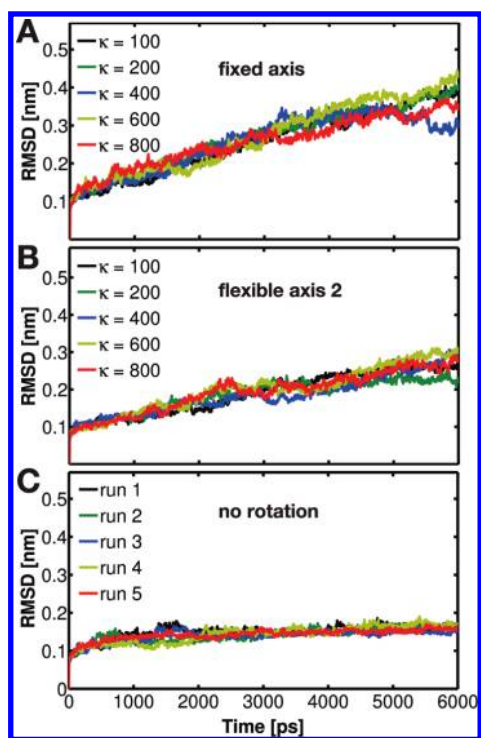 A
0.5
κ = 100
κ = 200
fixed axis
0.4
κ = 400
0.3
κ = 600
κ = 800
0.2
0.1
RMSD [nm]
B
0.5
κ = 100
κ = 200
flexible axis 2
0.4
κ = 400
0.3
κ = 600
κ = 800
0.2
0.1
RMSD [nm]
C
0.5
run 1
run 2
no rotation
0.4
run 3
run 4
0.3
run 5
0.2
0.1
0
RMSD [nm]
0 1000 2000 3000 4000 5000 6000
Time [ps]